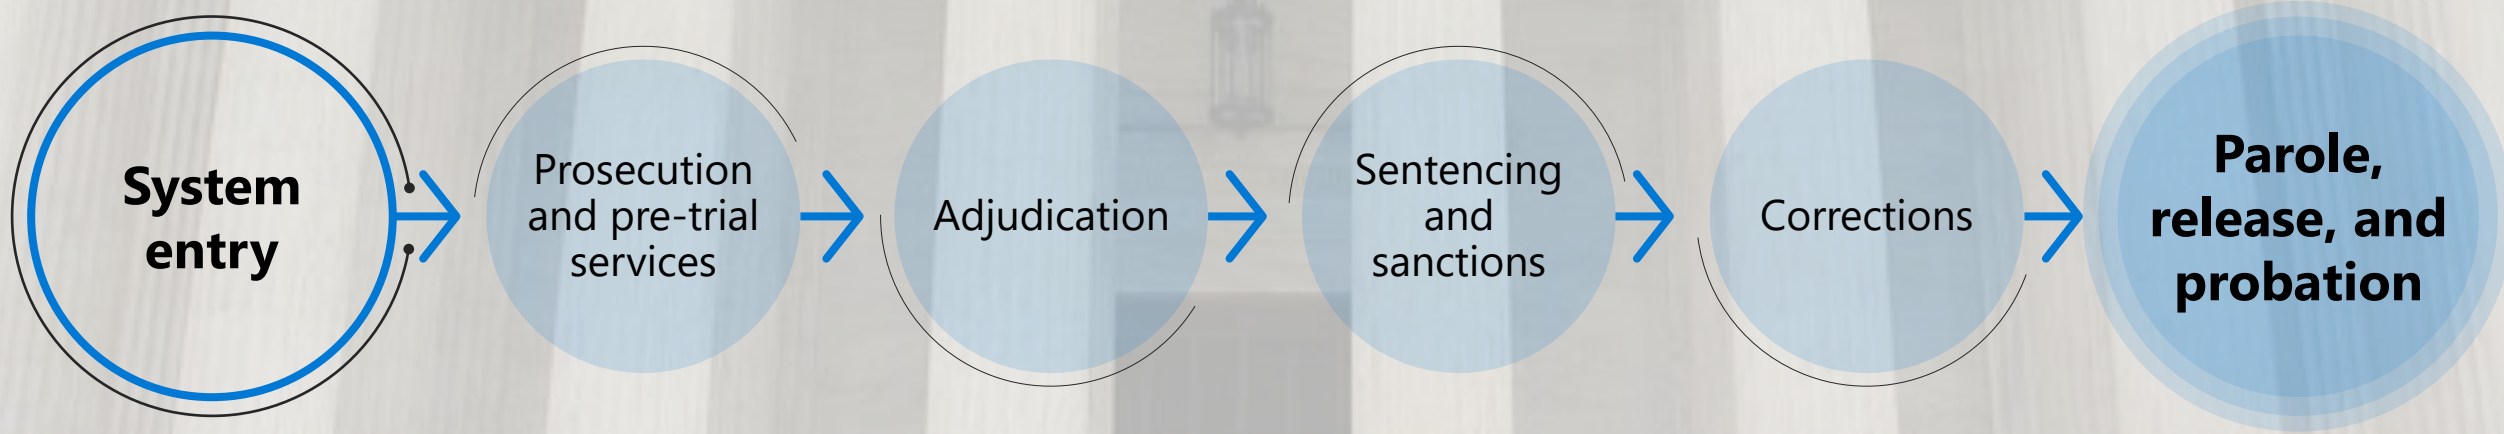 System
entry
Prosecution
and pre-trial
services
Adjudication
Sentencing
and
sanctions
Corrections
Parole,
release, and
probation